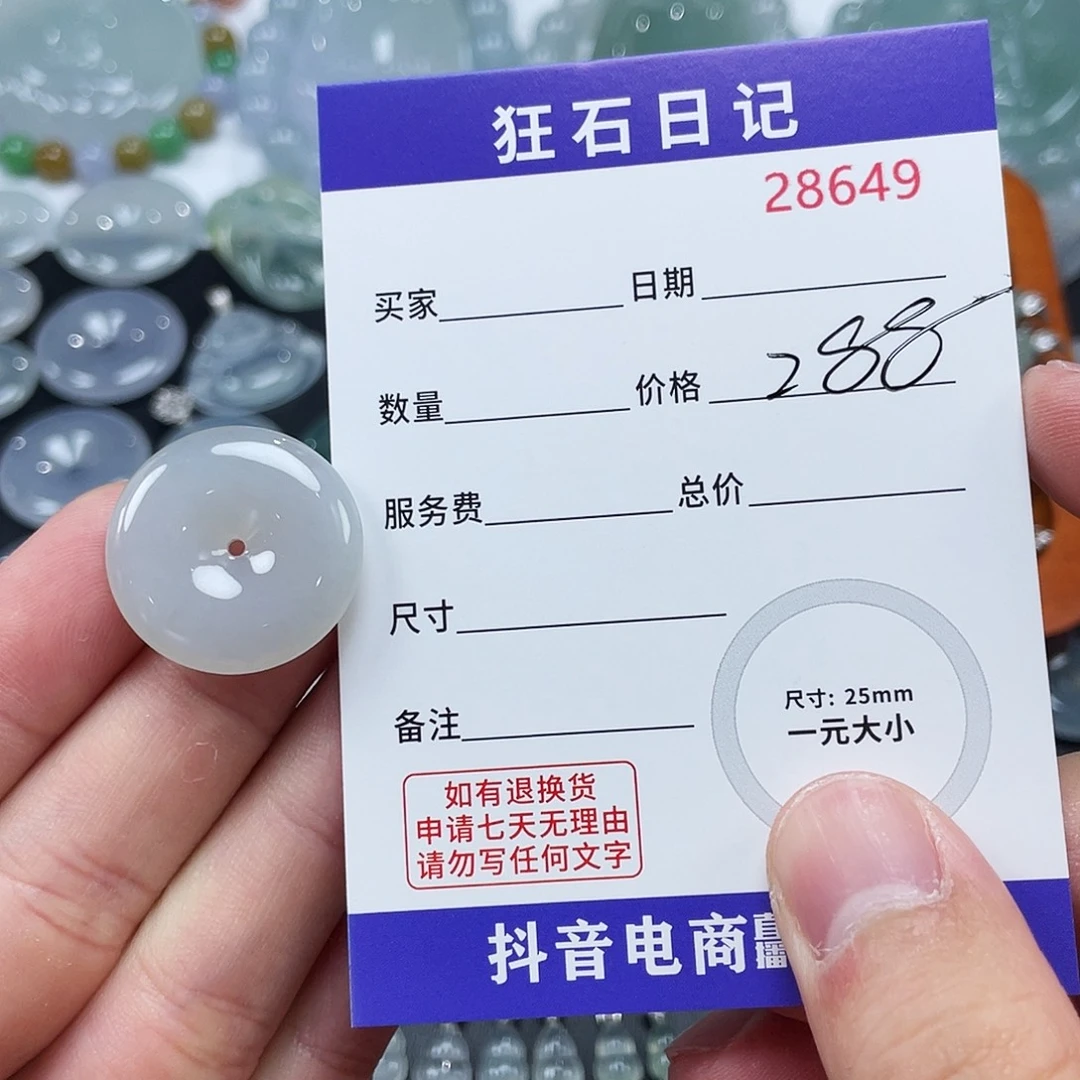 狂石日记
28649
买家 日期
数量 价格 288
服务费 总价
尺寸
尺寸: 25mm
一元大小
备注
如有退换货
申请七天无理由
请勿写任何文字
抖音电商直播